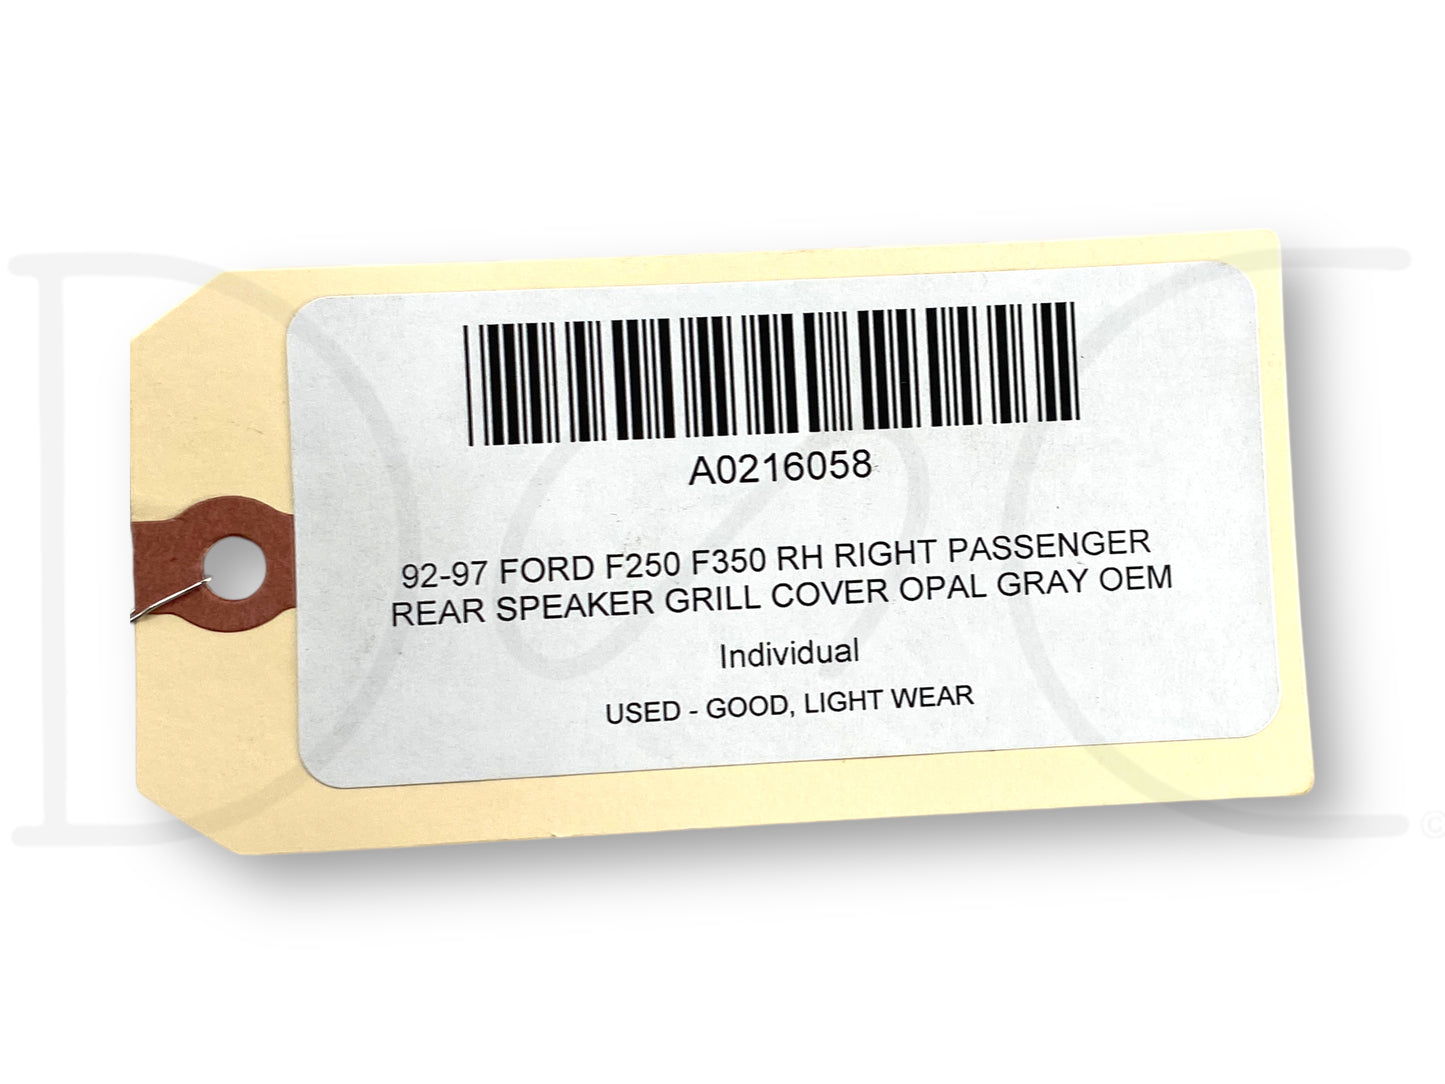 A0216058
92-97 FORD F250 F350 RH RIGHT PASSENGER
REAR SPEAKER GRILL COVER OPAL GRAY OEM
Individual
USED - GOOD, LIGHT WEAR